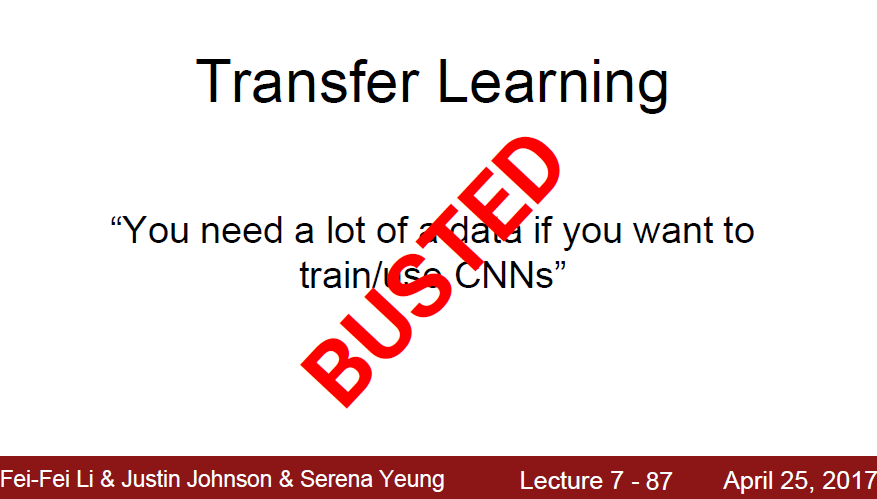 Transfer Learning
“You need a lot of a data if you want to
train/use CNNs”
BUSTED
Fei-Fei Li & Justin Johnson & Serena Yeung Lecture 7 - 87 April 25, 2017